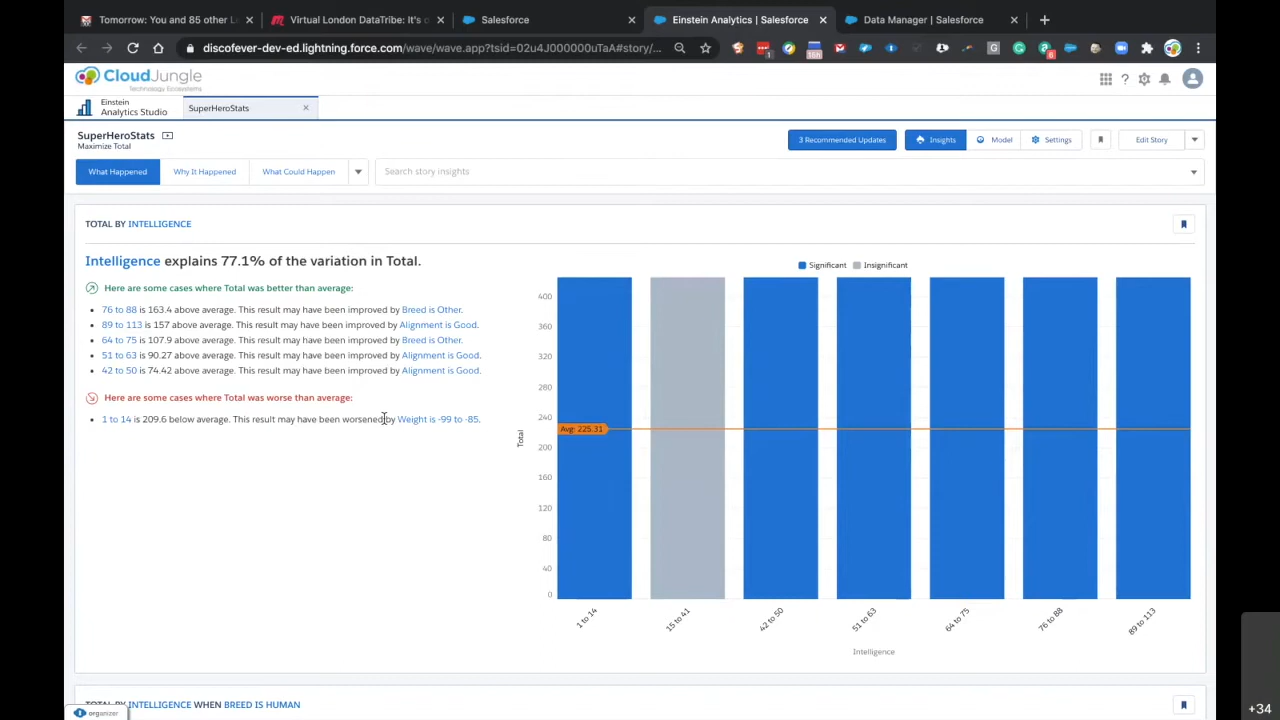 Tomorrow: You and 85 other L
Virtual London DataTribe: It's c
Salesforce
Einstein Analytics | Salesforce
Data Manager | Salesforce
discofever-dev-ed.lightning.force.com/wave/wave.app?tsid=02u4J000000uTaA#story/...
CloudJungle
Technology Ecosystems
Einstein
Analytics Studio
SuperHeroStats
SuperHeroStats
Maximize Total
3 Recommended Updates
Insights
Model
Settings
Edit Story
What Happened
Why It Happened
What Could Happen
Search story insights
TOTAL BY INTELLIGENCE
Intelligence explains 77.1% of the variation in Total.
Here are some cases where Total was better than average:
76 to 88 is 163.4 above average. This result may have been improved by Breed is Other.
89 to 113 is 157 above average. This result may have been improved by Alignment is Good.
64 to 75 is 107.9 above average. This result may have been improved by Breed is Other.
51 to 63 is 90.27 above average. This result may have been improved by Alignment is Good.
42 to 50 is 74.42 above average. This result may have been improved by Alignment is Good.
Here are some cases where Total was worse than average:
1 to 14 is 209.6 below average. This result may have been worsened by Weight is -99 to -85.
Significant
Insignificant
400
360
320
280
240
200
160
120
80
40
0
Total
Avg: 225.31
1 to 14
15 to 41
42 to 50
51 to 63
64 to 75
76 to 88
89 to 113
Intelligence
TOTAL BY INTELLIGENCE WHEN BREED IS HUMAN
organizer
+34